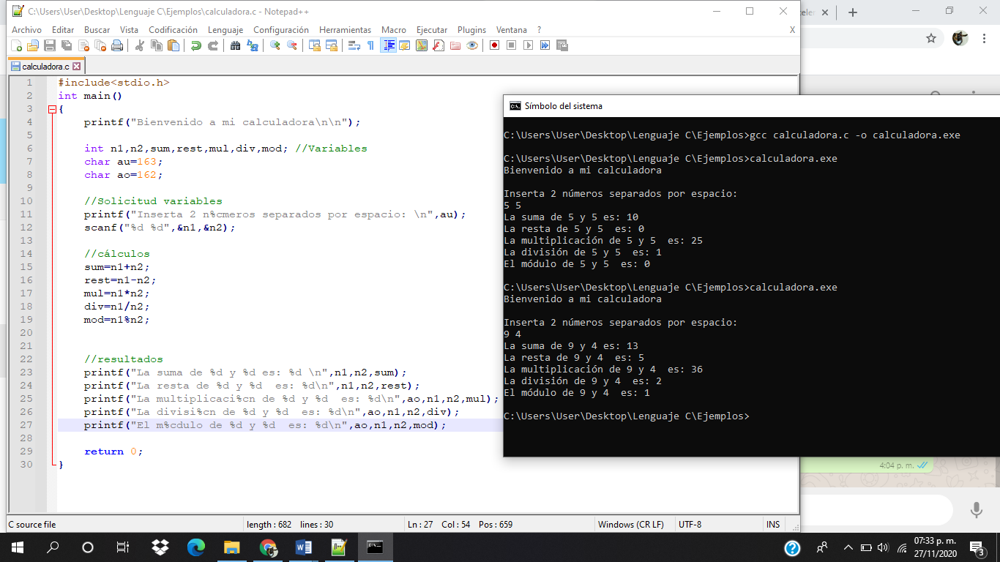 C:\Users\User\Desktop\Lenguaje C\Ejemplos\calculadora.c - Notepad++
Archivo Editar Buscar Vista Codificación Lenguaje Configuración Herramientas Macro Ejecutar Plugins Ventana ? X
calculadora.c
1 #include<stdio.h>
2 int main()
3 {
4 printf("Bienvenido a mi calculadora\n\n");
5
6 int n1,n2,sum,rest,mul,div,mod; //Variables
7 char au=163;
8 char ao=162;
9
10 //Solicitud variables
11 printf("Inserta 2 n%cmeros separados por espacio: \n",au);
12 scanf("%d %d",&n1,&n2);
13
14 //cálculos
15 sum=n1+n2;
16 rest=n1-n2;
17 mul=n1*n2;
18 div=n1/n2;
19 mod=n1%n2;
20
21
22 //resultados
23 printf("La suma de %d y %d es: %d \n",n1,n2,sum);
24 printf("La resta de %d y %d  es: %d\n",n1,n2,rest);
25 printf("La multiplicaci%cn de %d y %d  es: %d\n",ao,n1,n2,mul);
26 printf("La divisi%cn de %d y %d  es: %d\n",ao,n1,n2,div);
27 printf("El m%cdulo de %d y %d  es: %d\n",ao,n1,n2,mod);
28
29 return 0;
30 }
Símbolo del sistema
C:\Users\User\Desktop\Lenguaje C\Ejemplos>gcc calculadora.c -o calculadora.exe
C:\Users\User\Desktop\Lenguaje C\Ejemplos>calculadora.exe
Bienvenido a mi calculadora
Inserta 2 números separados por espacio:
5 5
La suma de 5 y 5 es: 10
La resta de 5 y 5  es: 0
La multiplicación de 5 y 5  es: 25
La división de 5 y 5  es: 1
El módulo de 5 y 5  es: 0
C:\Users\User\Desktop\Lenguaje C\Ejemplos>calculadora.exe
Bienvenido a mi calculadora
Inserta 2 números separados por espacio:
9 4
La suma de 9 y 4 es: 13
La resta de 9 y 4  es: 5
La multiplicación de 9 y 4  es: 36
La división de 9 y 4  es: 2
El módulo de 9 y 4  es: 1
C:\Users\User\Desktop\Lenguaje C\Ejemplos>
4:04 p. m.
C source file length : 682 lines : 30 Ln : 27 Col : 54 Pos : 659 Windows (CR LF) UTF-8 INS
07:33 p. m.
27/11/2020
3